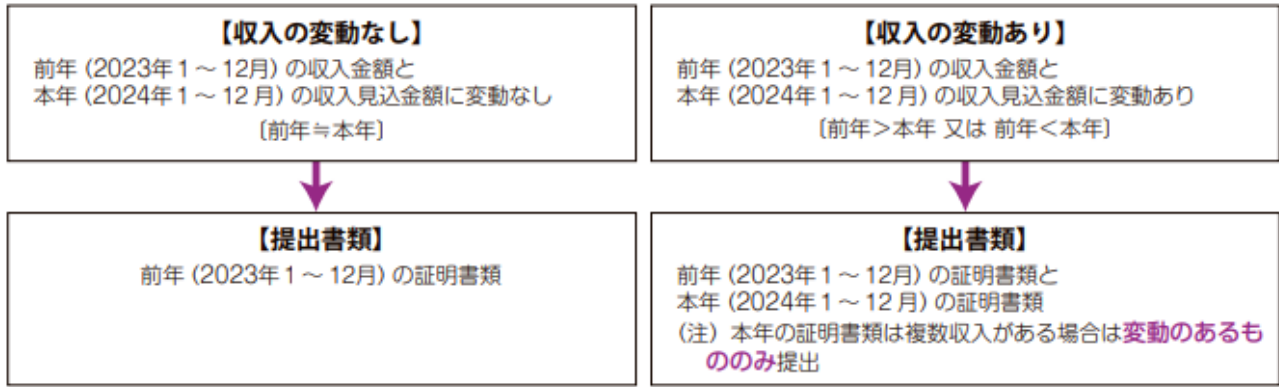 【収入の変動なし】
前年 (2023年1～12月) の収入金額と
本年 (2024年1～12月) の収入見込金額に変動なし
〔前年≒本年〕
【提出書類】
前年 (2023年1～12月) の証明書類
【収入の変動あり】
前年 (2023年1～12月) の収入金額と
本年 (2024年1～12月) の収入見込金額に変動あり
〔前年＞本年 又は 前年＜本年〕
【提出書類】
前年 (2023年1～12月) の証明書類と
本年 (2024年1～12月) の証明書類
(注) 本年の証明書類は複数収入がある場合は変動のあるも
ののみ提出